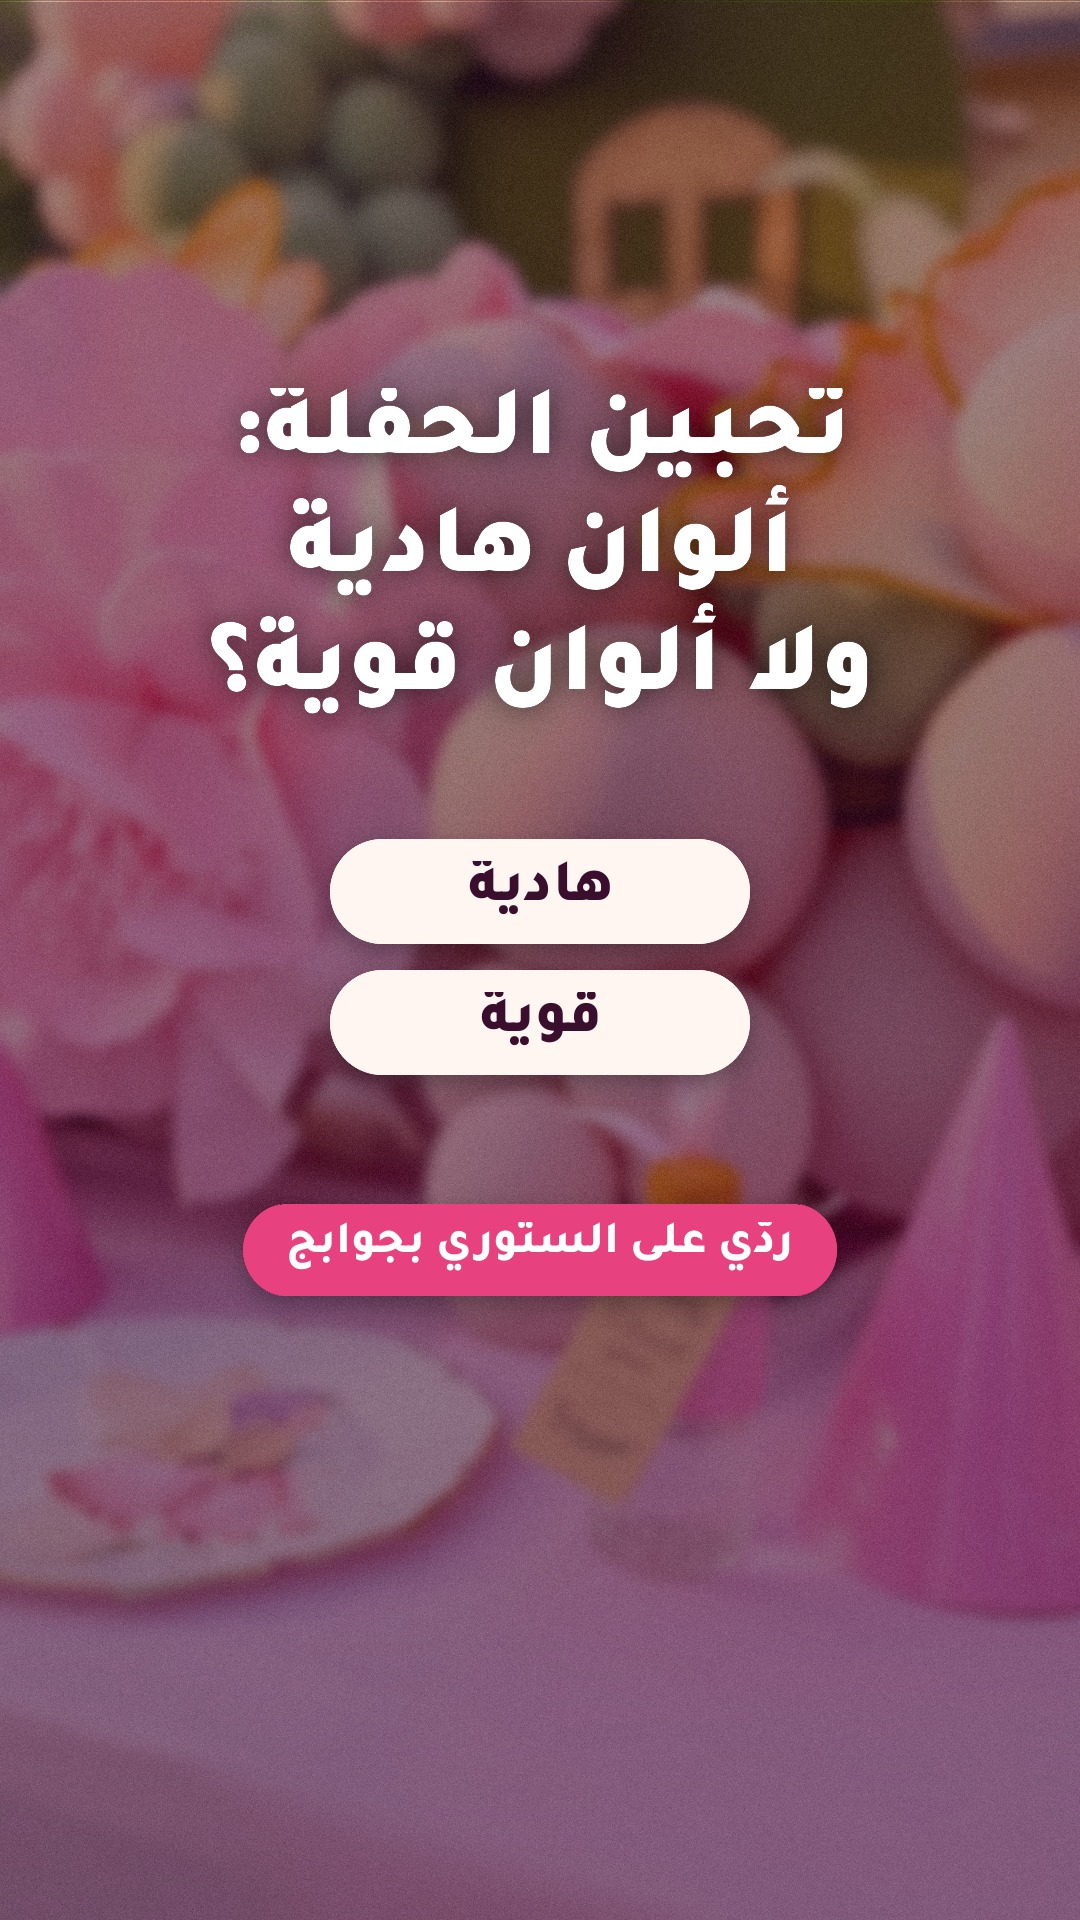 تحبين الحفلة:
ألوان هادية
ولا ألوان قوية؟
هادية
قوية
ردّي على الستوري بجوابج